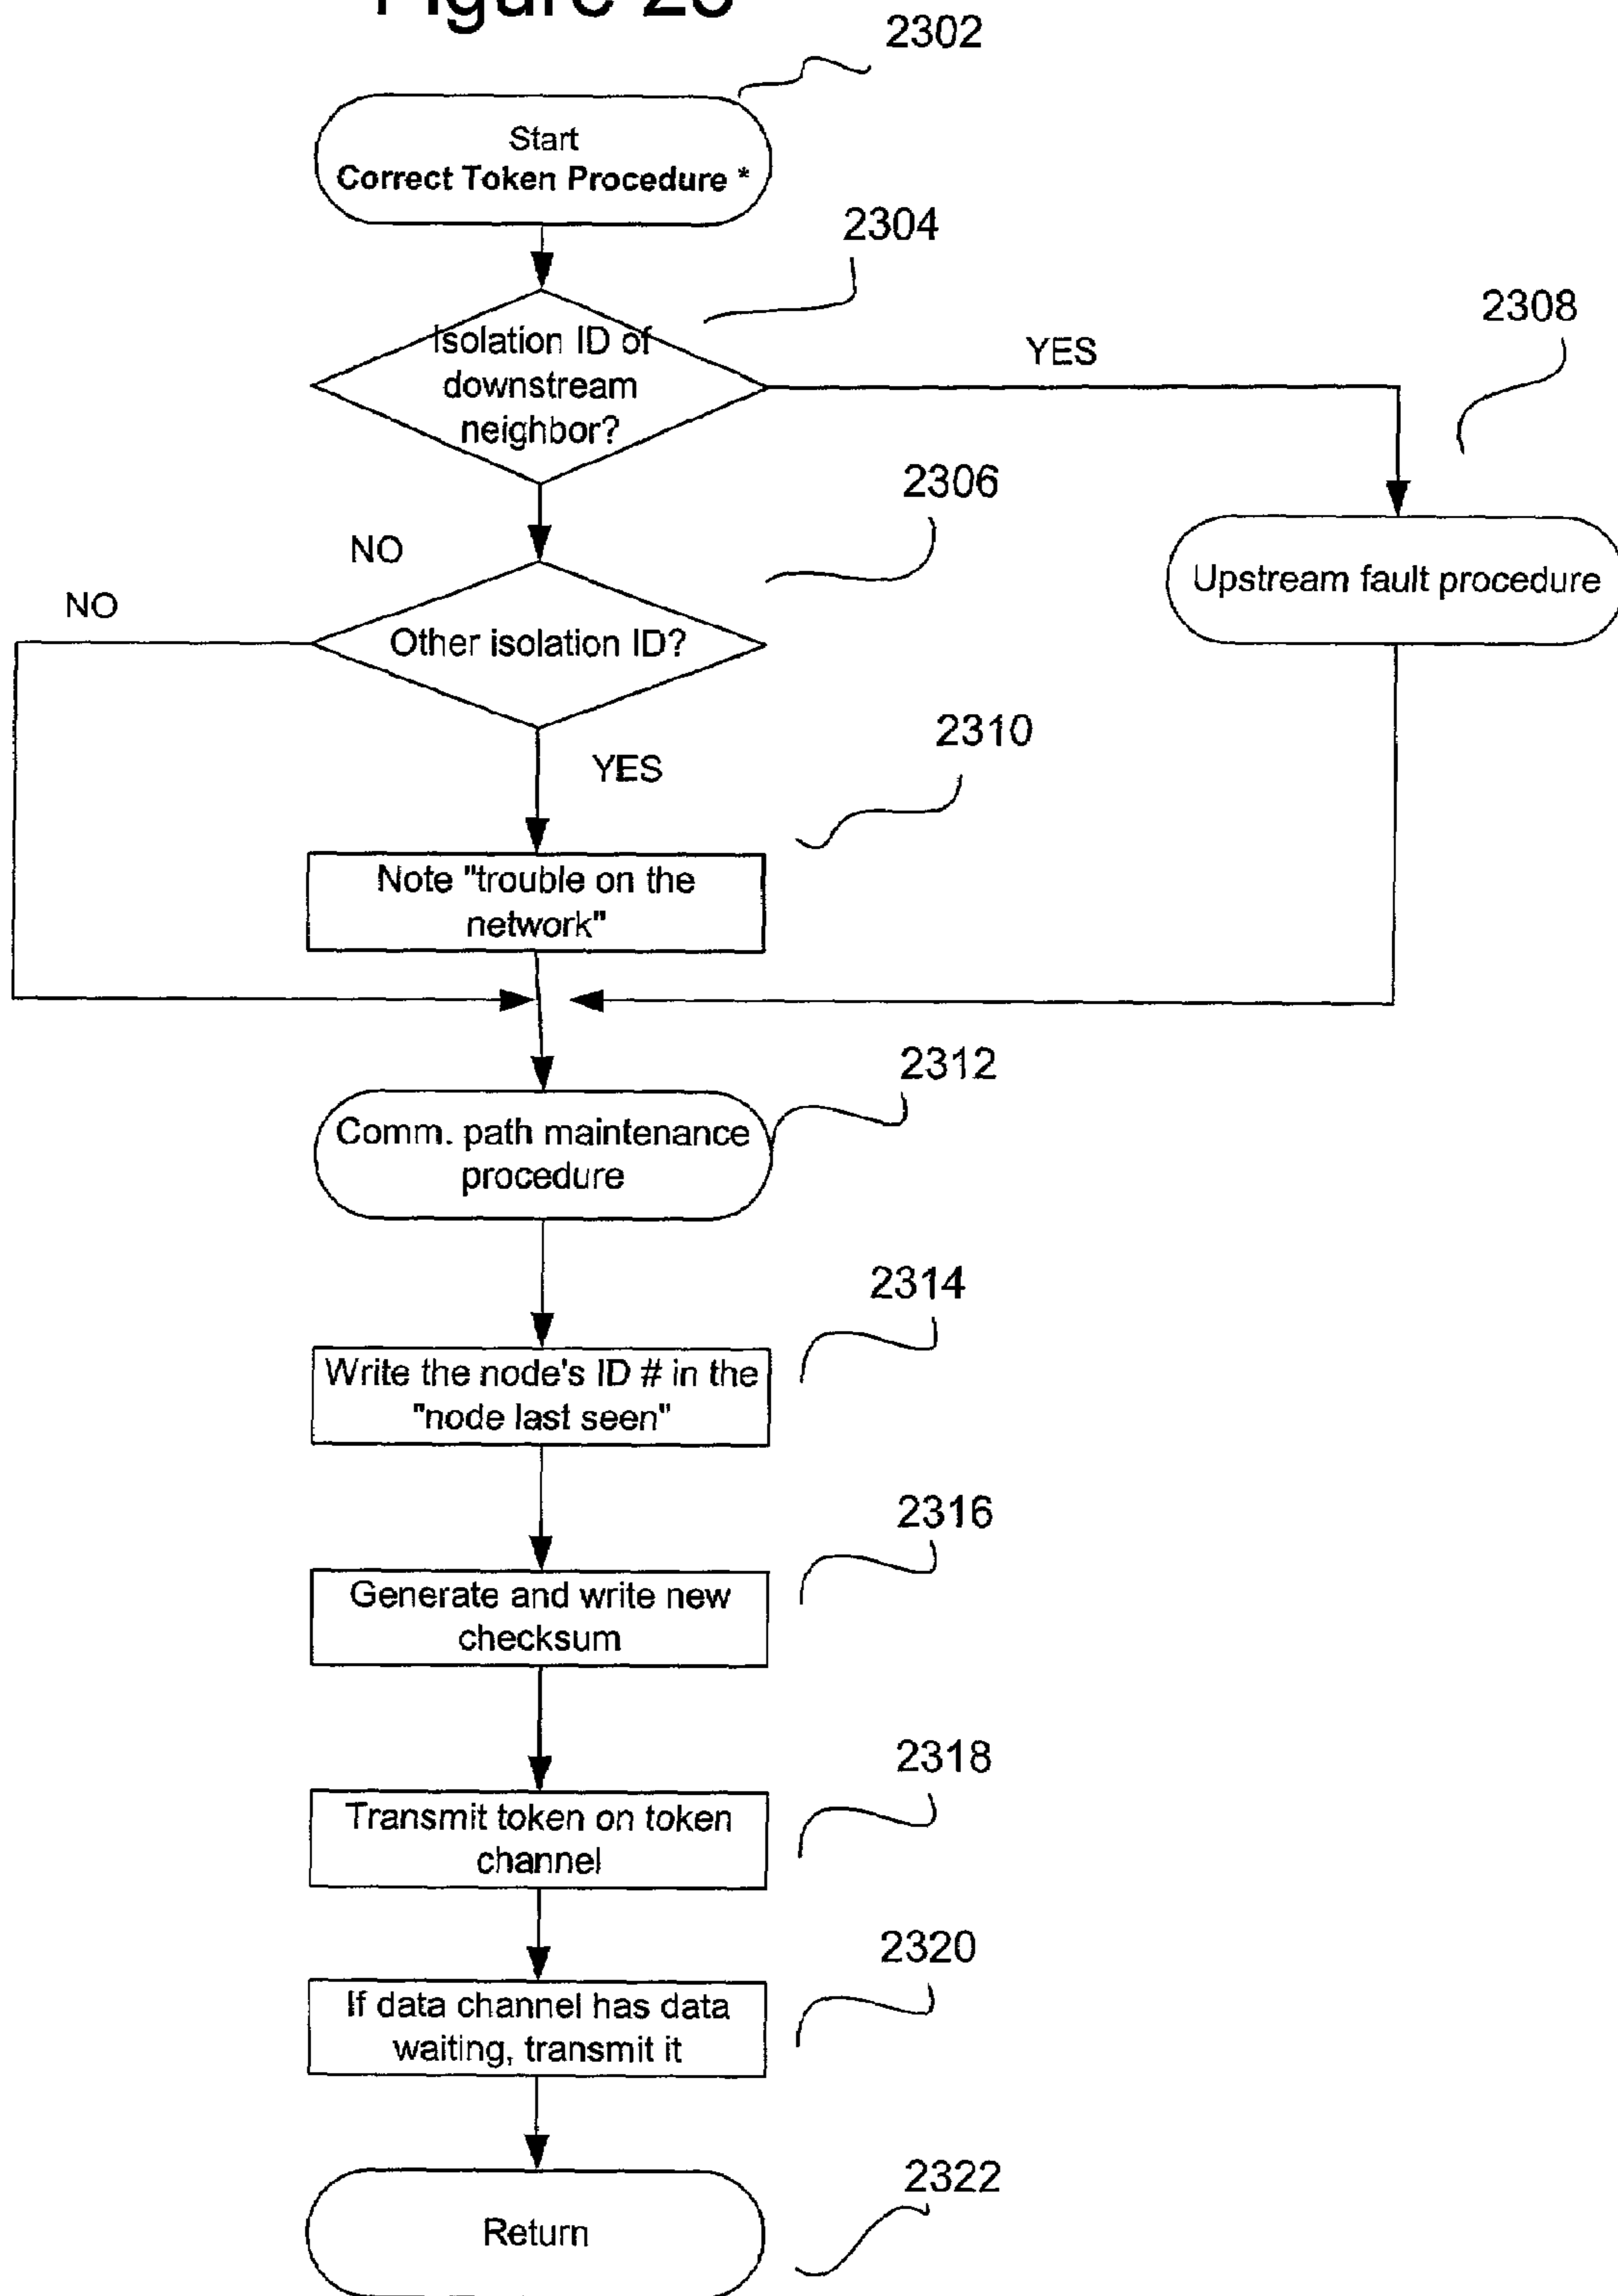 Figure 23
2302
Start
Correct Token Procedure *
2304
Isolation ID of
downstream
neighbor?
YES
2308
2306
NO
Upstream fault procedure
NO
Other isolation ID?
2310
YES
Note "trouble on the
network"
2312
Comm. path maintenance
procedure
2314
Write the node's ID # in the
"node last seen"
2316
Generate and write new
checksum
2318
Transmit token on token
channel
2320
If data channel has data
waiting, transmit it
2322
Return